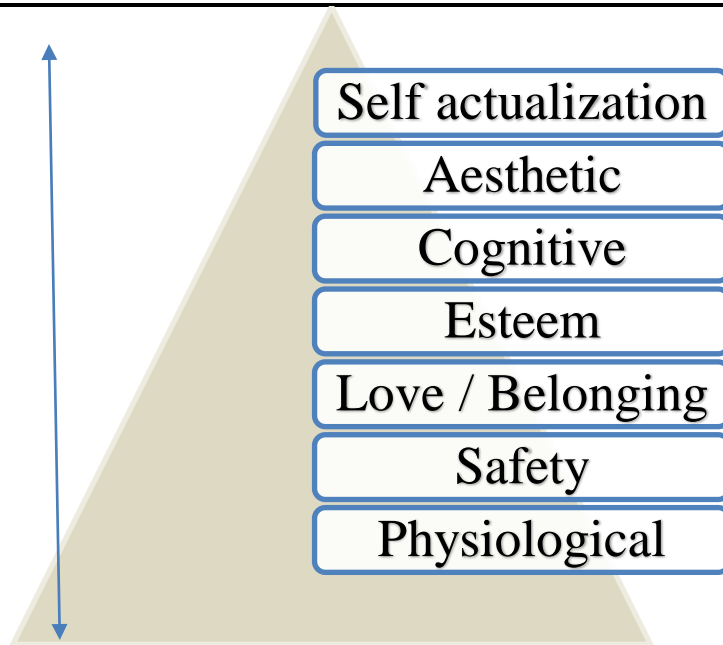 Self actualization
Aesthetic
Cognitive
Esteem
Love / Belonging
Safety
Physiological